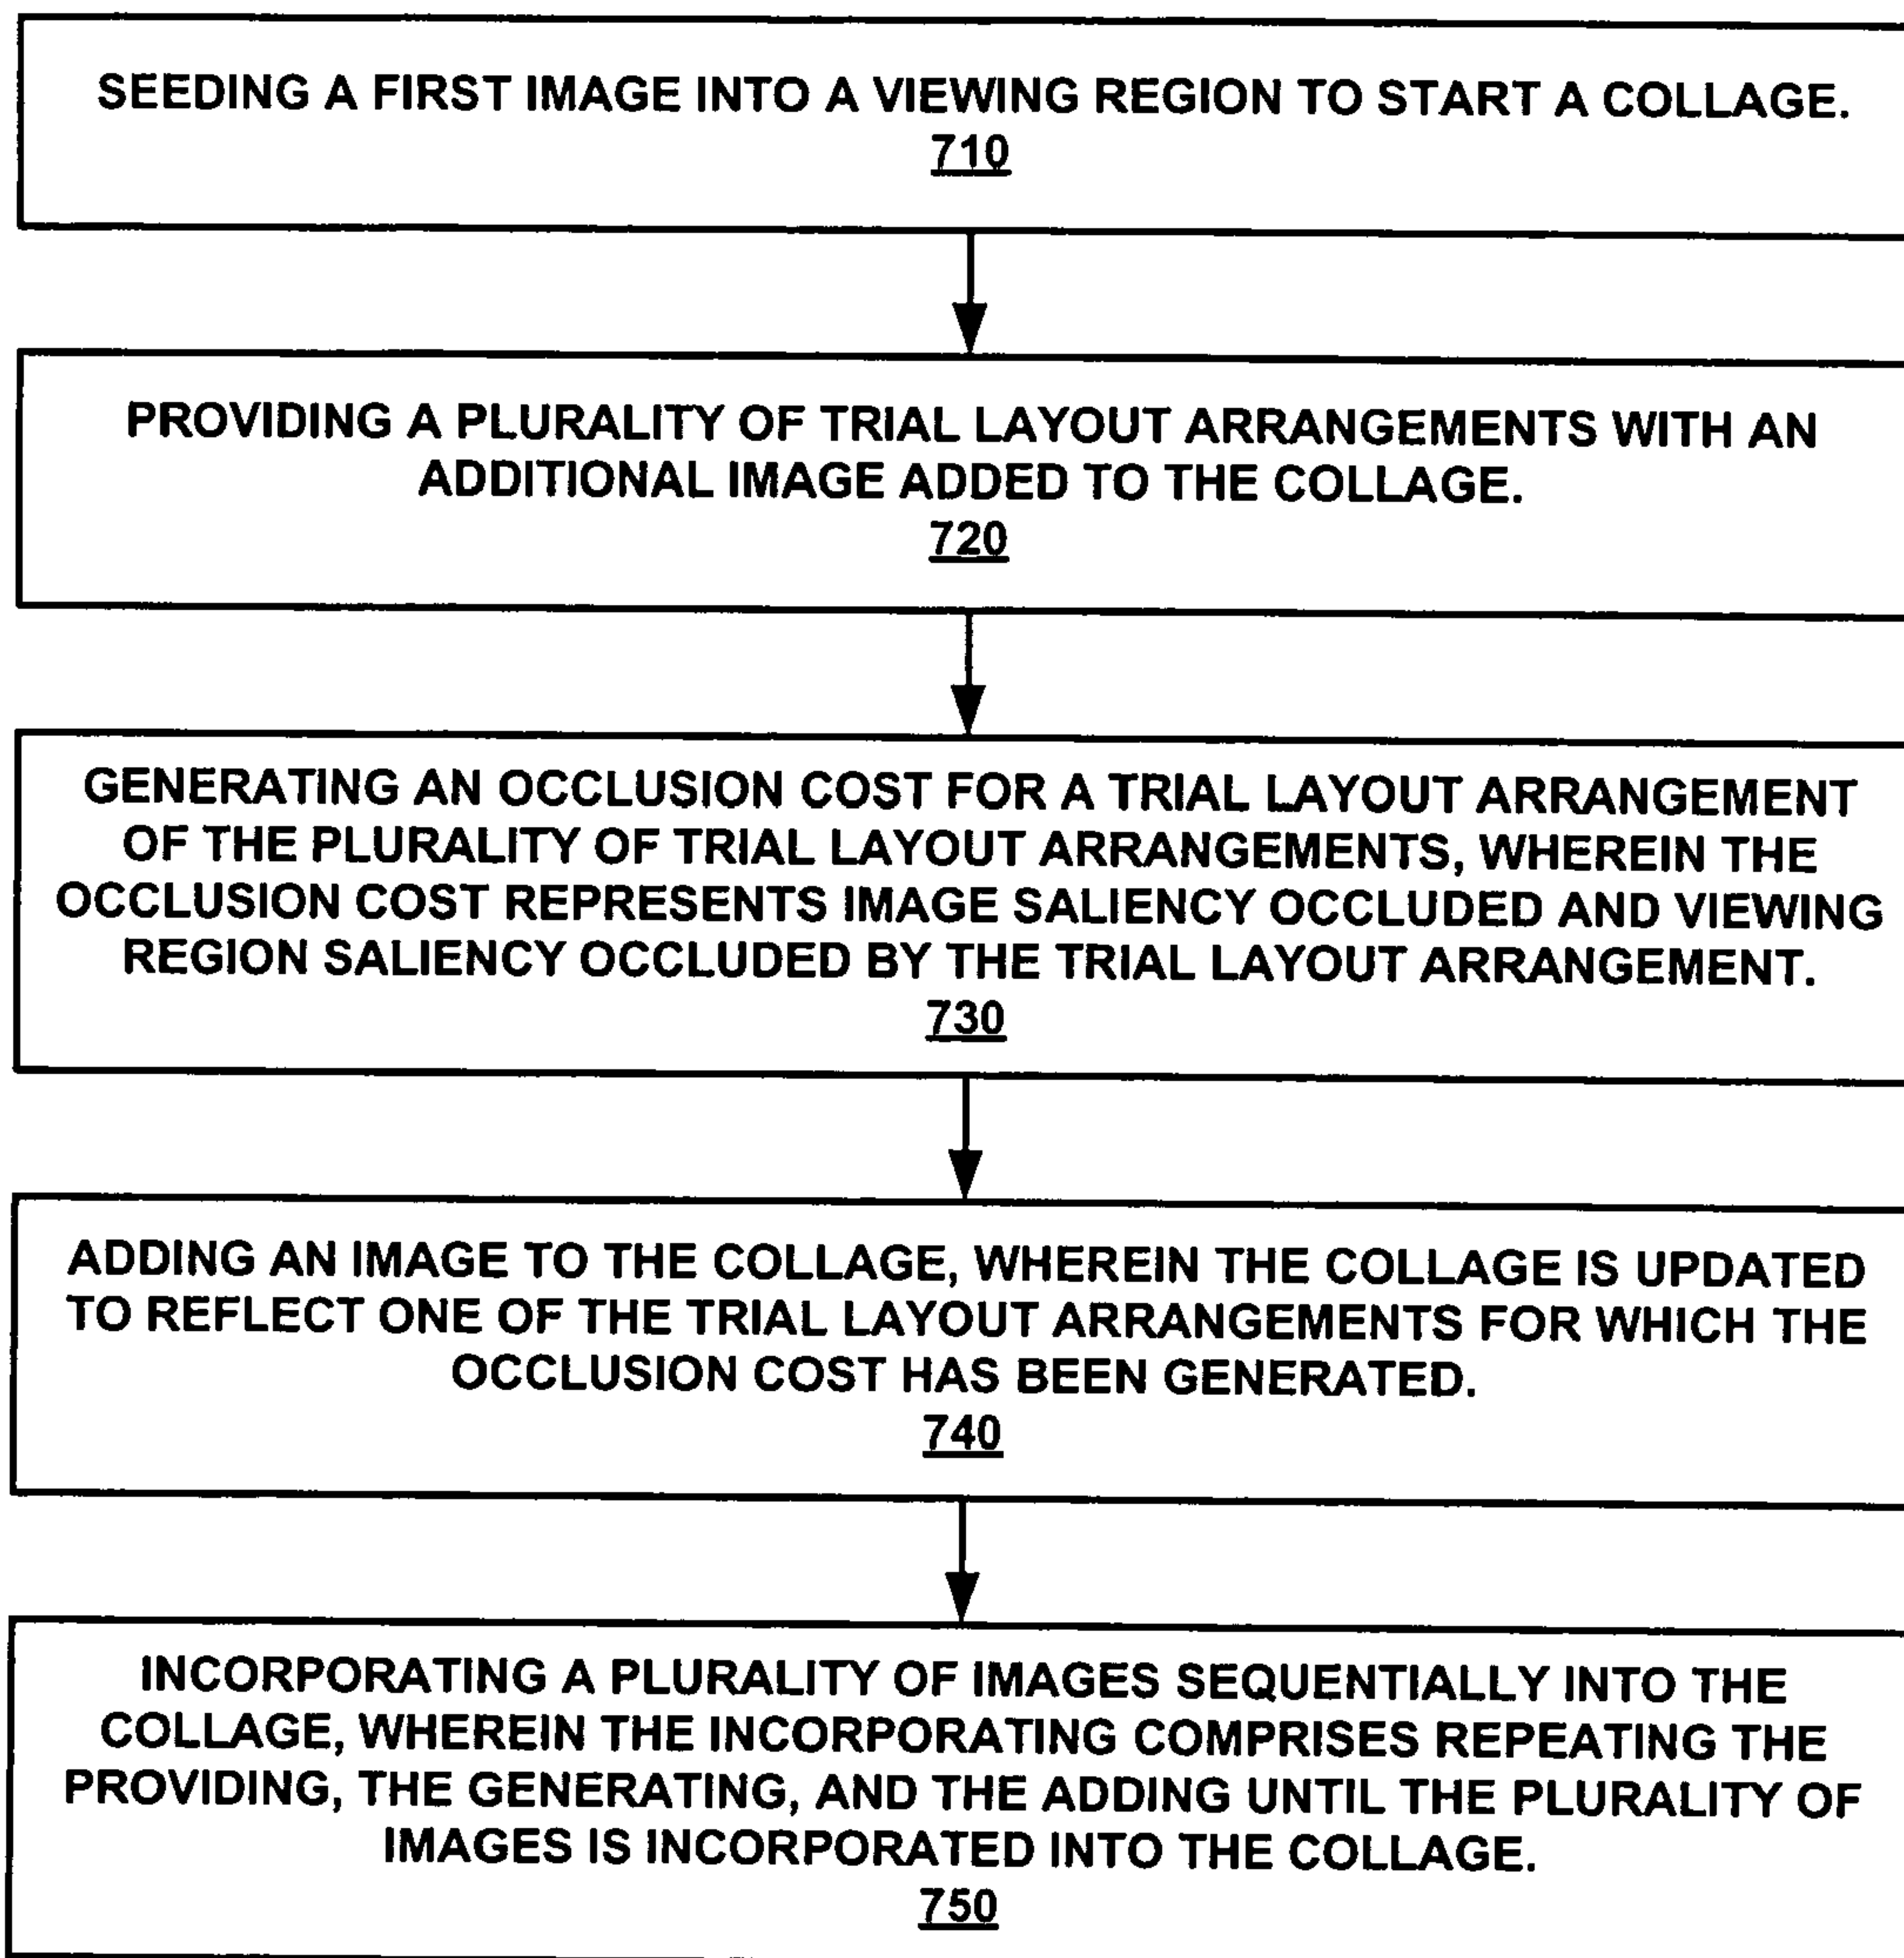 SEEDING A FIRST IMAGE INTO A VIEWING REGION TO START A COLLAGE.
710
PROVIDING A PLURALITY OF TRIAL LAYOUT ARRANGEMENTS WITH AN
ADDITIONAL IMAGE ADDED TO THE COLLAGE.
720
GENERATING AN OCCLUSION COST FOR A TRIAL LAYOUT ARRANGEMENT
OF THE PLURALITY OF TRIAL LAYOUT ARRANGEMENTS, WHEREIN THE
OCCLUSION COST REPRESENTS IMAGE SALIENCY OCCLUDED AND VIEWING
REGION SALIENCY OCCLUDED BY THE TRIAL LAYOUT ARRANGEMENT.
730
ADDING AN IMAGE TO THE COLLAGE, WHEREIN THE COLLAGE IS UPDATED
TO REFLECT ONE OF THE TRIAL LAYOUT ARRANGEMENTS FOR WHICH THE
OCCLUSION COST HAS BEEN GENERATED.
740
INCORPORATING A PLURALITY OF IMAGES SEQUENTIALLY INTO THE
COLLAGE, WHEREIN THE INCORPORATING COMPRISES REPEATING THE
PROVIDING, THE GENERATING, AND THE ADDING UNTIL THE PLURALITY OF
IMAGES IS INCORPORATED INTO THE COLLAGE.
750